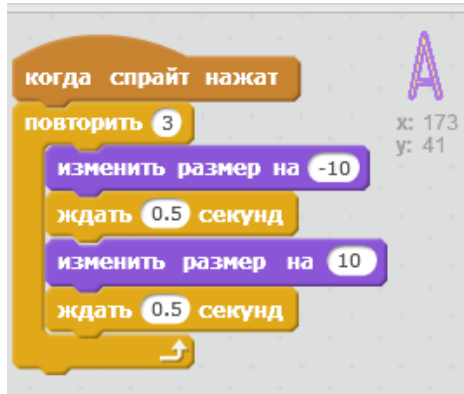 когда спрайт нажат
повторить 3
изменить размер на -10
ждать 0.5 секунд
изменить размер на 10
ждать 0.5 секунд
A
x: 173
y: 41